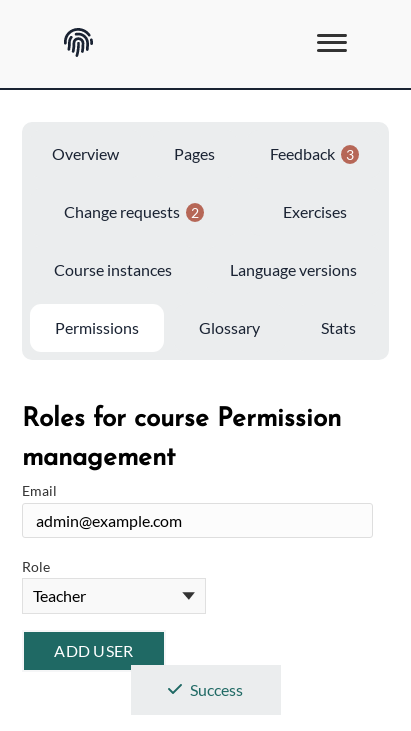 Overview Pages Feedback 3
Change requests 2 Exercises
Course instances Language versions
Permissions Glossary Stats
Roles for course Permission
management
Email
admin@example.com
Role
Teacher
ADD USER
Success